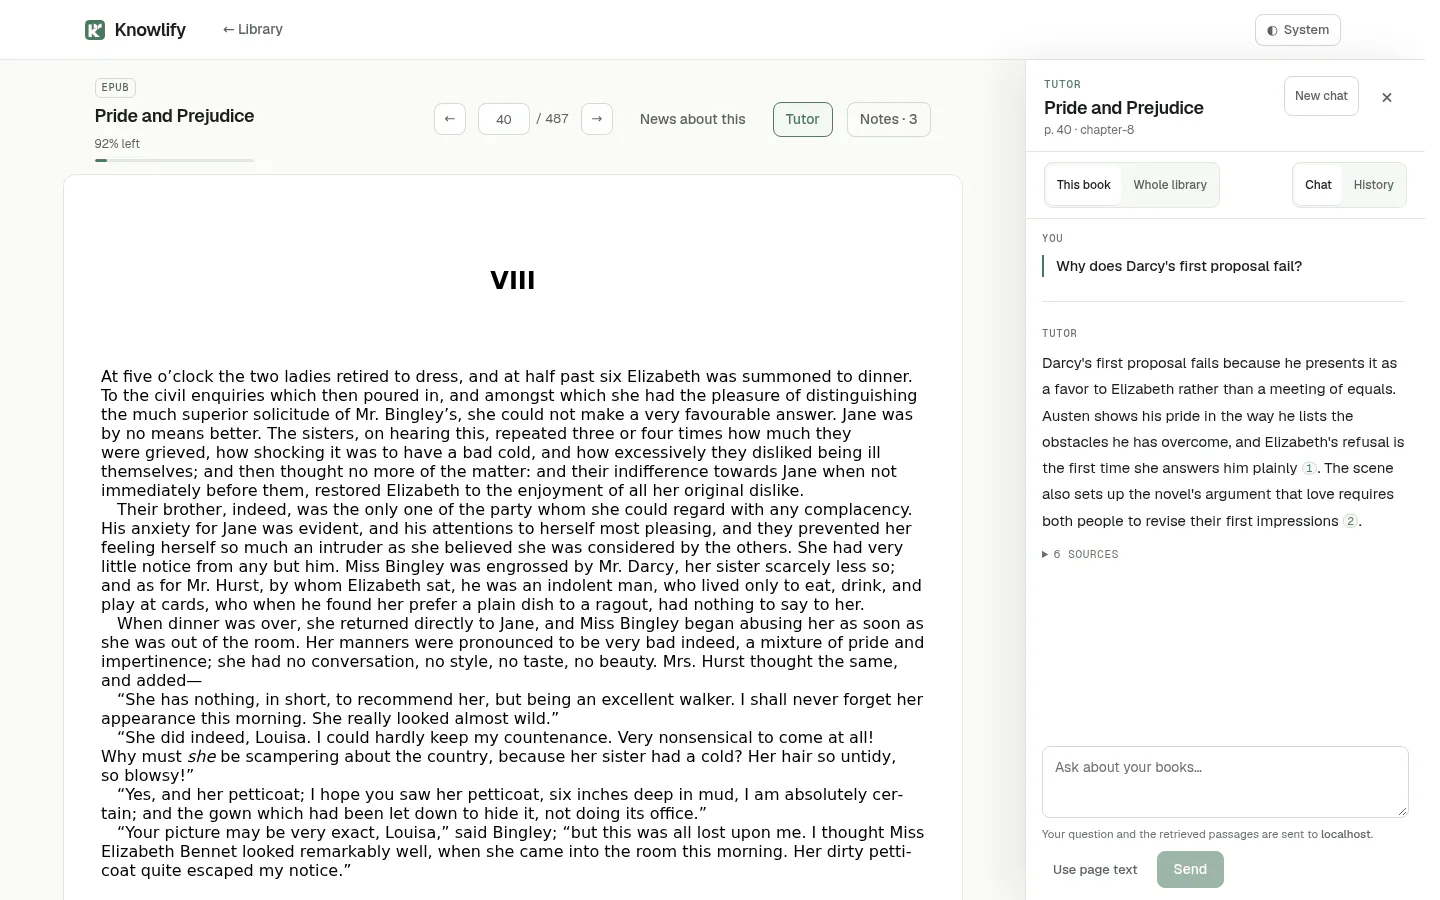 Knowlify
← Library
◐ System
EPUB
Pride and Prejudice
92% left
←
40
/ 487
→
News about this
Tutor
Notes · 3
VIII
At five o’clock the two ladies retired to dress, and at half past six Elizabeth was summoned to dinner.
To the civil enquiries which then poured in, and amongst which she had the pleasure of distinguishing
the much superior solicitude of Mr. Bingley’s, she could not make a very favourable answer. Jane was
by no means better. The sisters, on hearing this, repeated three or four times how much they
were grieved, how shocking it was to have a bad cold, and how excessively they disliked being ill
themselves; and then thought no more of the matter: and their indifference towards Jane when not
immediately before them, restored Elizabeth to the enjoyment of all her original dislike.
Their brother, indeed, was the only one of the party whom she could regard with any complacency.
His anxiety for Jane was evident, and his attentions to herself most pleasing, and they prevented her
feeling herself so much an intruder as she believed she was considered by the others. She had very
little notice from any but him. Miss Bingley was engrossed by Mr. Darcy, her sister scarcely less so;
and as for Mr. Hurst, by whom Elizabeth sat, he was an indolent man, who lived only to eat, drink, and
play at cards, who when he found her prefer a plain dish to a ragout, had nothing to say to her.
When dinner was over, she returned directly to Jane, and Miss Bingley began abusing her as soon as
she was out of the room. Her manners were pronounced to be very bad indeed, a mixture of pride and
impertinence; she had no conversation, no style, no taste, no beauty. Mrs. Hurst thought the same,
and added—
“She has nothing, in short, to recommend her, but being an excellent walker. I shall never forget her
appearance this morning. She really looked almost wild.”
“She did indeed, Louisa. I could hardly keep my countenance. Very nonsensical to come at all!
Why must she be scampering about the country, because her sister had a cold? Her hair so untidy,
so blowsy!”
“Yes, and her petticoat; I hope you saw her petticoat, six inches deep in mud, I am absolutely cer-
tain; and the gown which had been let down to hide it, not doing its office.”
“Your picture may be very exact, Louisa,” said Bingley; “but this was all lost upon me. I thought Miss
Elizabeth Bennet looked remarkably well, when she came into the room this morning. Her dirty petti-
coat quite escaped my notice.”
TUTOR
Pride and Prejudice
p. 40 · chapter-8
New chat
×
This book
Whole library
Chat
History
YOU
Why does Darcy's first proposal fail?
TUTOR
Darcy's first proposal fails because he presents it as
a favor to Elizabeth rather than a meeting of equals.
Austen shows his pride in the way he lists the
obstacles he has overcome, and Elizabeth's refusal is
the first time she answers him plainly 1. The scene
also sets up the novel's argument that love requires
both people to revise their first impressions 2.
▶ 6 SOURCES
Ask about your books…
Your question and the retrieved passages are sent to localhost.
Use page text
Send